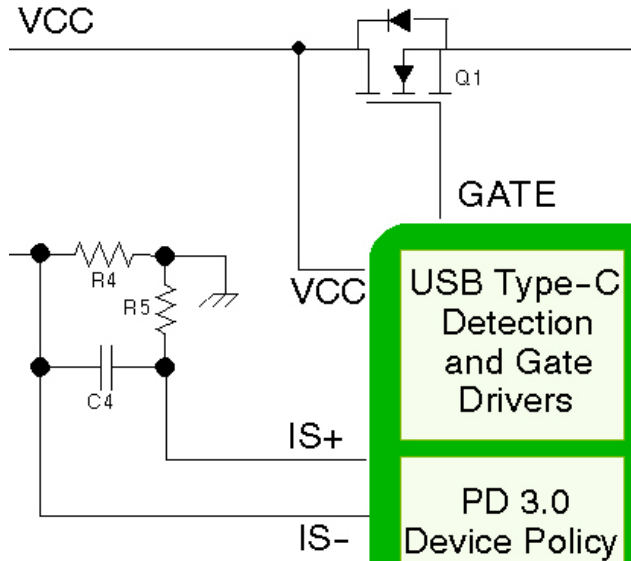 VCC
Q1
GATE
R4
VCC
R5
USB Type-C
Detection
and Gate
Drivers
C4
IS+
PD 3.0
Device Policy
IS-